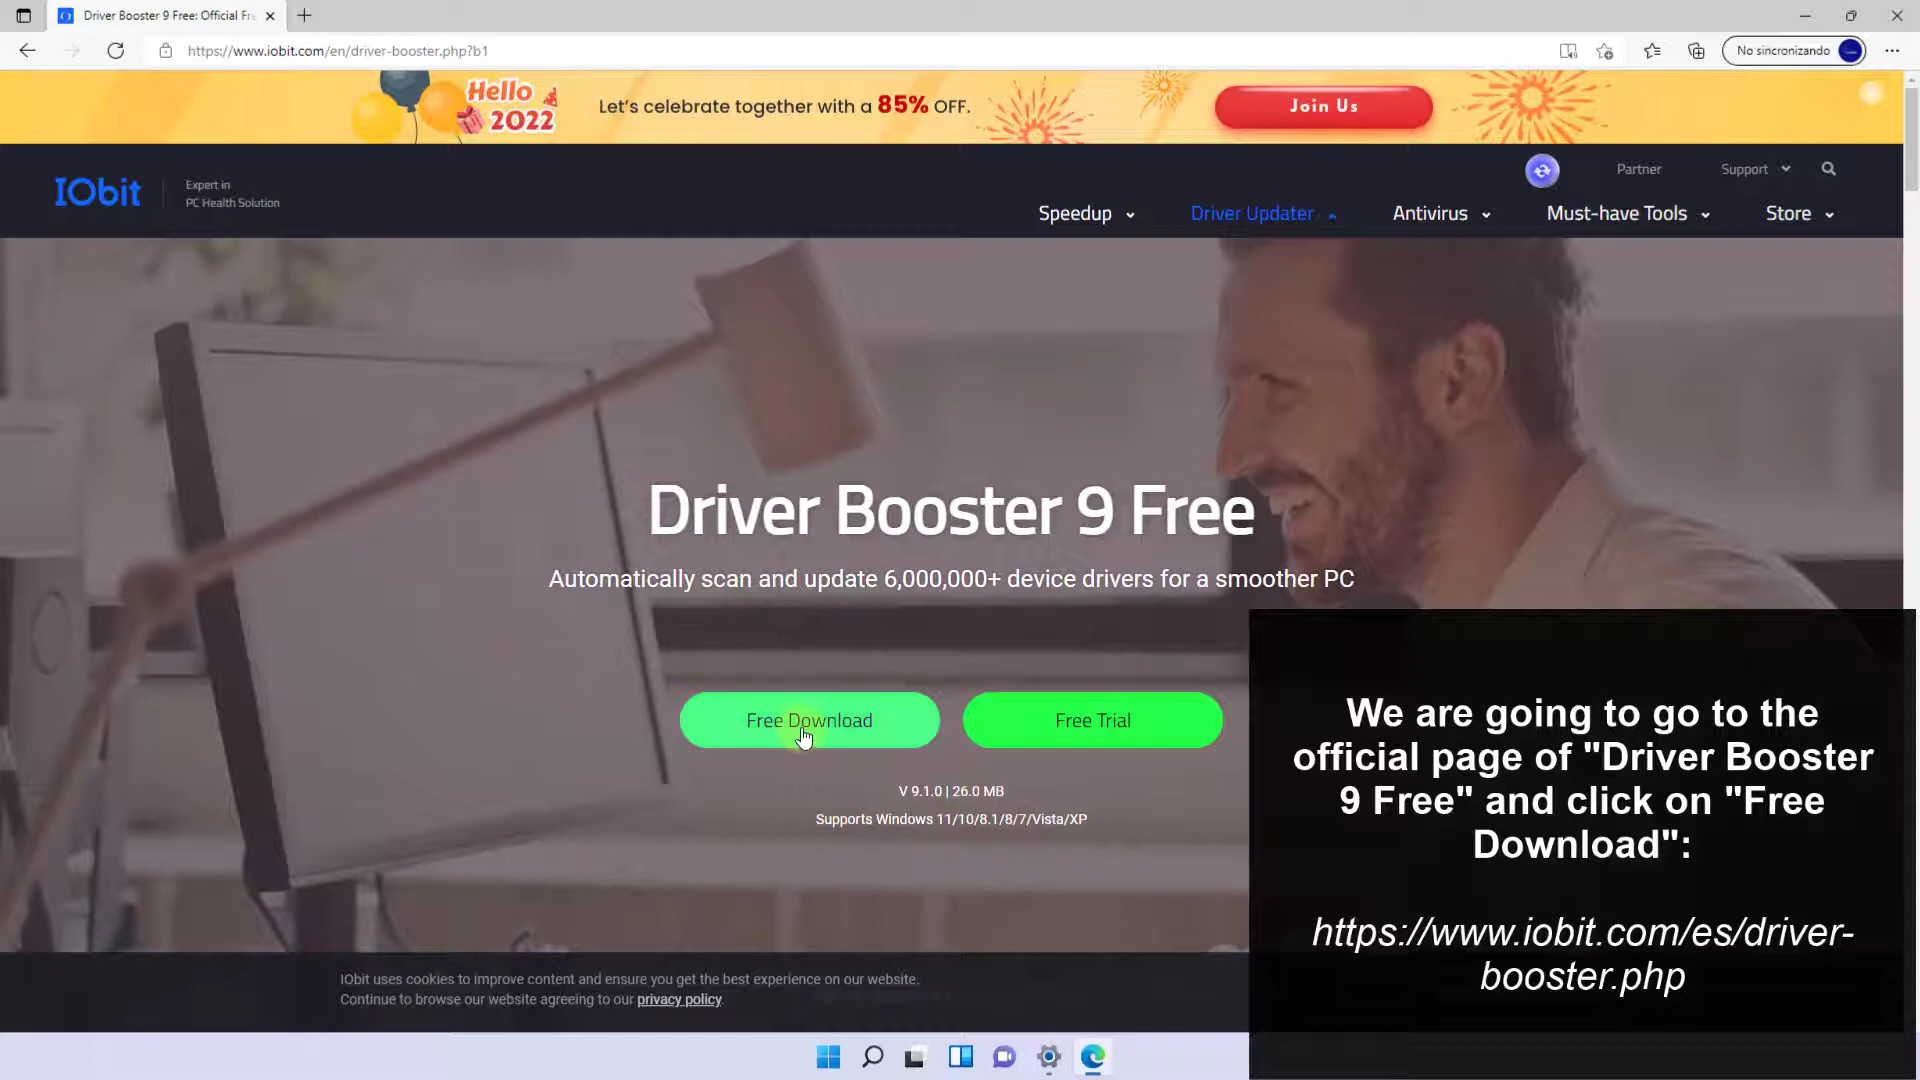 Driver Booster 9 Free: Official Fre
https://www.iobit.com/en/driver-booster.php?b1
No sincronizando
Hello
2022
Let's celebrate together with a 85% OFF.
Join Us
IObit
Expert in
PC Health Solution
Partner
Support
Speedup
Driver Updater
Antivirus
Must-have Tools
Store
Driver Booster 9 Free
Automatically scan and update 6,000,000+ device drivers for a smoother PC
Free Download
Free Trial
V 9.1.0 | 26.0 MB
Supports Windows 11/10/8.1/8/7/Vista/XP
We are going to go to the
official page of "Driver Booster
9 Free" and click on "Free
Download":
https://www.iobit.com/es/driver-
booster.php
IObit uses cookies to improve content and ensure you get the best experience on our website.
Continue to browse our website agreeing to our privacy policy.